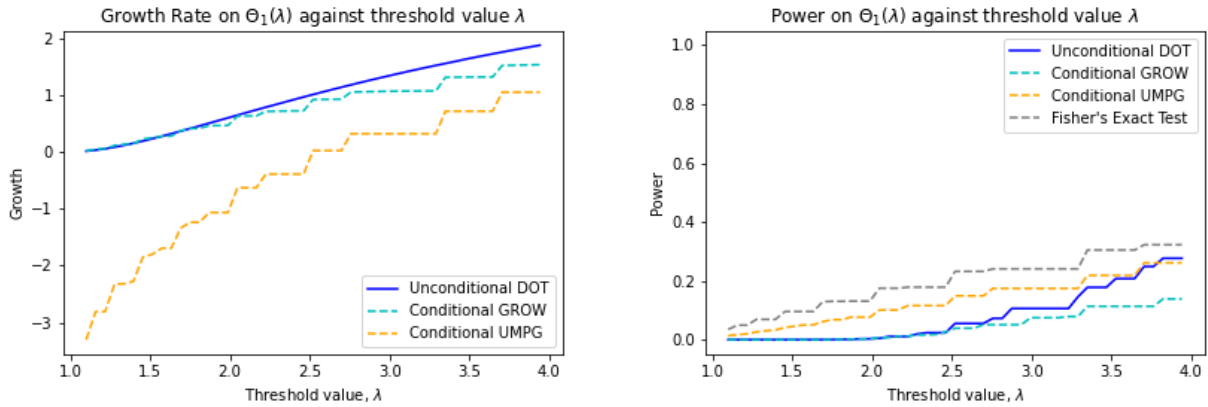 Growth Rate on Θ₁(λ) against threshold value λ
2
1
0
−1
−2
−3
Growth
1.0 1.5 2.0 2.5 3.0 3.5 4.0
Threshold value, λ
Unconditional DOT
Conditional GROW
Conditional UMPG
Power on Θ₁(λ) against threshold value λ
1.0
0.8
0.6
0.4
0.2
0.0
Power
1.0 1.5 2.0 2.5 3.0 3.5 4.0
Threshold value, λ
Unconditional DOT
Conditional GROW
Conditional UMPG
Fisher's Exact Test